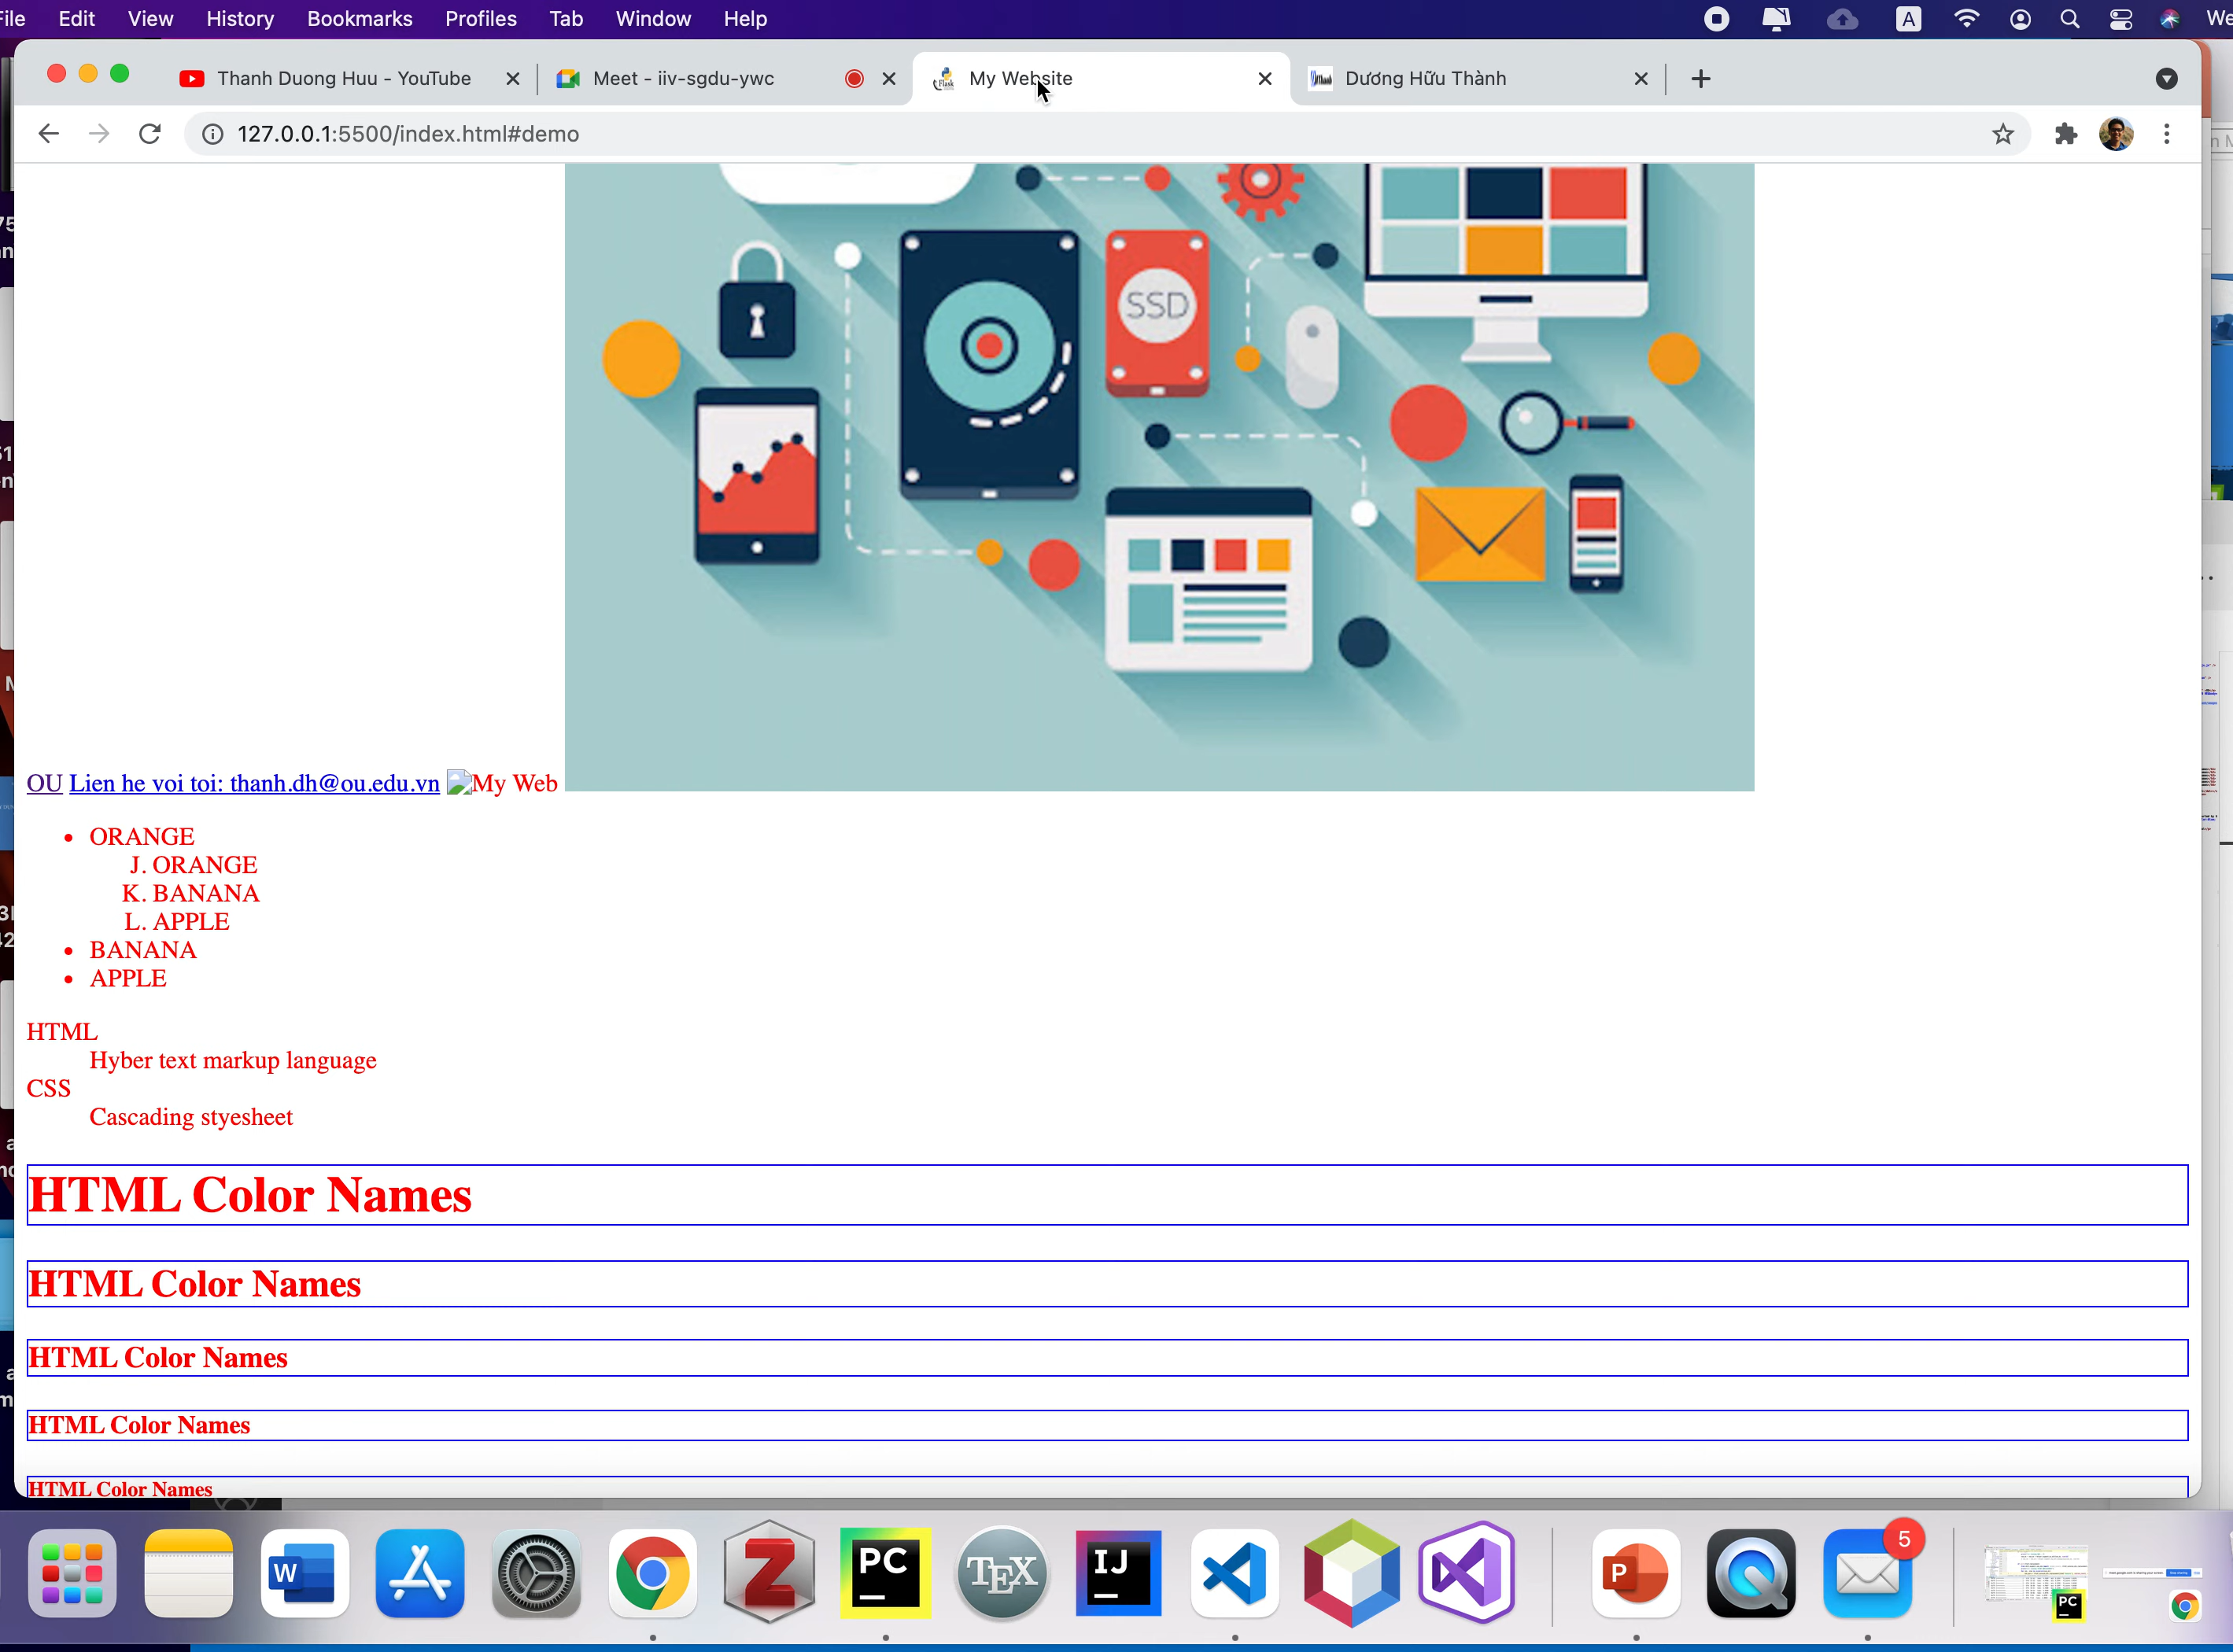 File Edit View History Bookmarks Profiles Tab Window Help A We
Thanh Duong Huu - YouTube Meet - iiv-sgdu-ywc My Website Dương Hữu Thành
127.0.0.1:5500/index.html#demo
SSD
OU Lien he voi toi: thanh.dh@ou.edu.vn My Web
• ORANGE
J. ORANGE
K. BANANA
L. APPLE
• BANANA
• APPLE
HTML
Hyber text markup language
CSS
Cascading styesheet
HTML Color Names
HTML Color Names
HTML Color Names
HTML Color Names
HTML Color Names
W Z PC TEX IJ P 5 PC